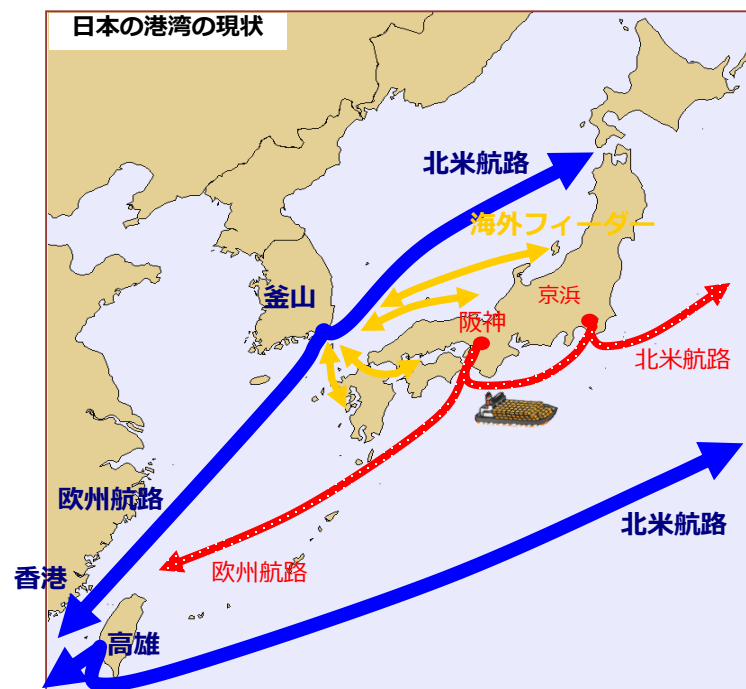 日本の港湾の現状
北米航路
海外フィーダー
釜山
京浜
阪神
北米航路
欧州航路
北米航路
欧州航路
香港
高雄